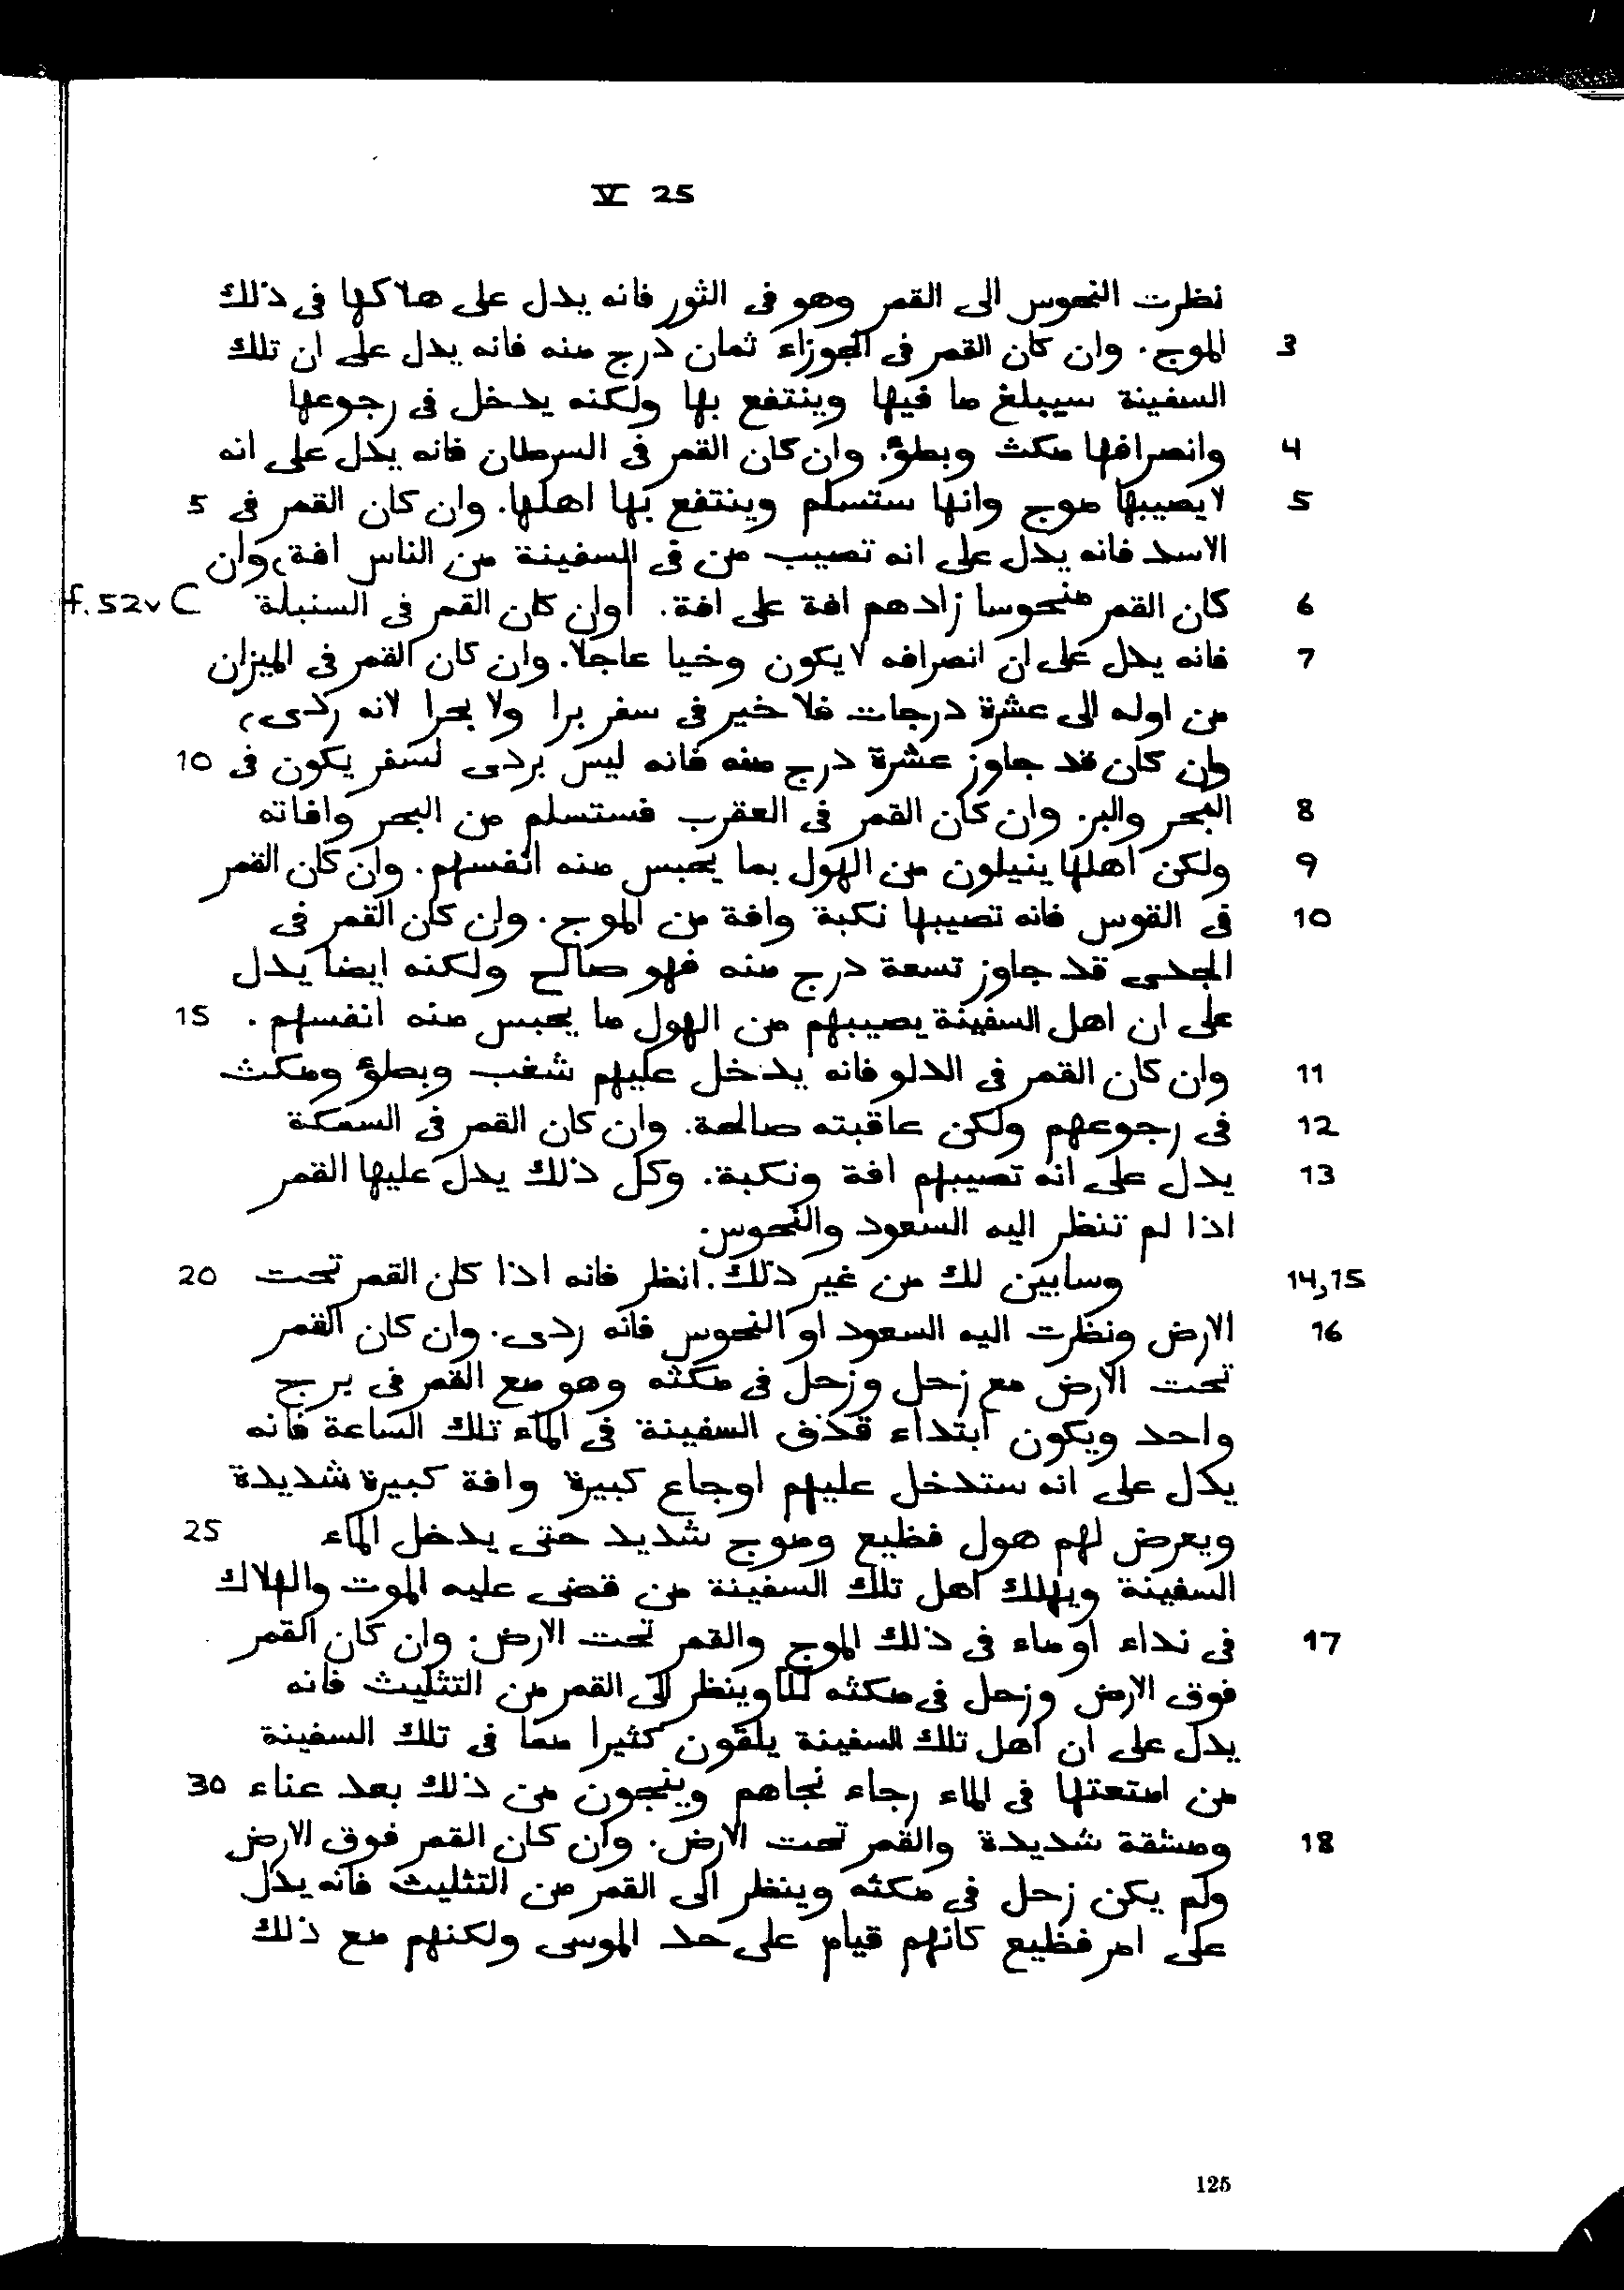 V 25
نظرت النحوس الى القمر وهو فى الثور فانه يدل على هلاكها فى ذلك
3 الموج. وان كان القمر فى الجوزاء ثمان درج منه فانه يدل على ان تلك
السفينة سيبلغ ما فيها وينتفع بها ولكنه يدخل فى رجوعها
4 وانصرافها مكث وبطؤ. وان كان القمر فى السرطان فانه يدل على انه
5 لا يصيبها موج وانها ستسلم وينتفع بها اهلها. وان كان القمر فى 5
الاسد فانه يدل على انه تصيب من فى السفينة من الناس افة، وان
6 كان القمر منحوسا زادهم افة على افة. | وان كان القمر فى السنبلة f. 52v C
7 فانه يدل على ان انصرافه لا يكون وخيا عاجلا. وان كان القمر فى الميزان
من اوله الى عشرة درجات فلا خير فى سفر برا ولا بحرا لانه ردى،
وان كان قد جاوز عشرة درج منه فانه ليس بردى لسفر يكون فى 10
8 البحر والبر. وان كان القمر فى العقرب فستسلم من البحر وافاته
9 ولكن اهلها ينيلون من الهول بما يحبس منه انفسهم. وان كان القمر
10 فى القوس فانه تصيبها نكبة وافة من الموج. وان كان القمر فى
الجدى قد جاوز تسعة درج منه فهو صالح ولكنه ايضا يدل
على ان اهل السفينة يصيبهم من الهول ما يحبس منه انفسهم. 15
11 وان كان القمر فى الدلو فانه يدخل عليهم شغب وبطؤ ومكث
12 فى رجوعهم ولكن عاقبته صالحة. وان كان القمر فى السمكة
13 يدل على انه تصيبهم افة ونكبة. وكل ذلك يدل عليها القمر
اذا لم تنظر اليه السعود والنحوس.
14,15 وسابين لك من غير ذلك. انظر فانه اذا كان القمر تحت 20
16 الارض ونظرت اليه السعود او النحوس فانه ردى. وان كان القمر
تحت الارض مع زحل وزحل فى مكثه وهو مع القمر فى برج
واحد ويكون ابتداء قذف السفينة فى الماء تلك الساعة فانه
يدل على انه ستدخل عليهم اوجاع كبيرة وافة كبيرة شديدة
ويعرض لهم هول فظيع وموج شديد حتى يدخل الماء 25
السفينة ويهلك اهل تلك السفينة من قضى عليه الموت والهلاك
17 فى نداء او ماء فى ذلك الموج والقمر تحت الارض. وان كان القمر
فوق الارض وزحل فى مكثه وينظر الى القمر من التثليث فانه
يدل على ان اهل تلك السفينة يلقون كثيرا مما فى تلك السفينة
من امتعتها فى الماء رجاء نجاهم وينجون من ذلك بعد عناء 30
18 ومشقة شديدة والقمر تحت الارض. وان كان القمر فوق الارض
ولم يكن زحل فى مكثه وينظر الى القمر من التثليث فانه يدل
على امر فظيع كانهم قيام على حد الموسى ولكنهم مع ذلك
125